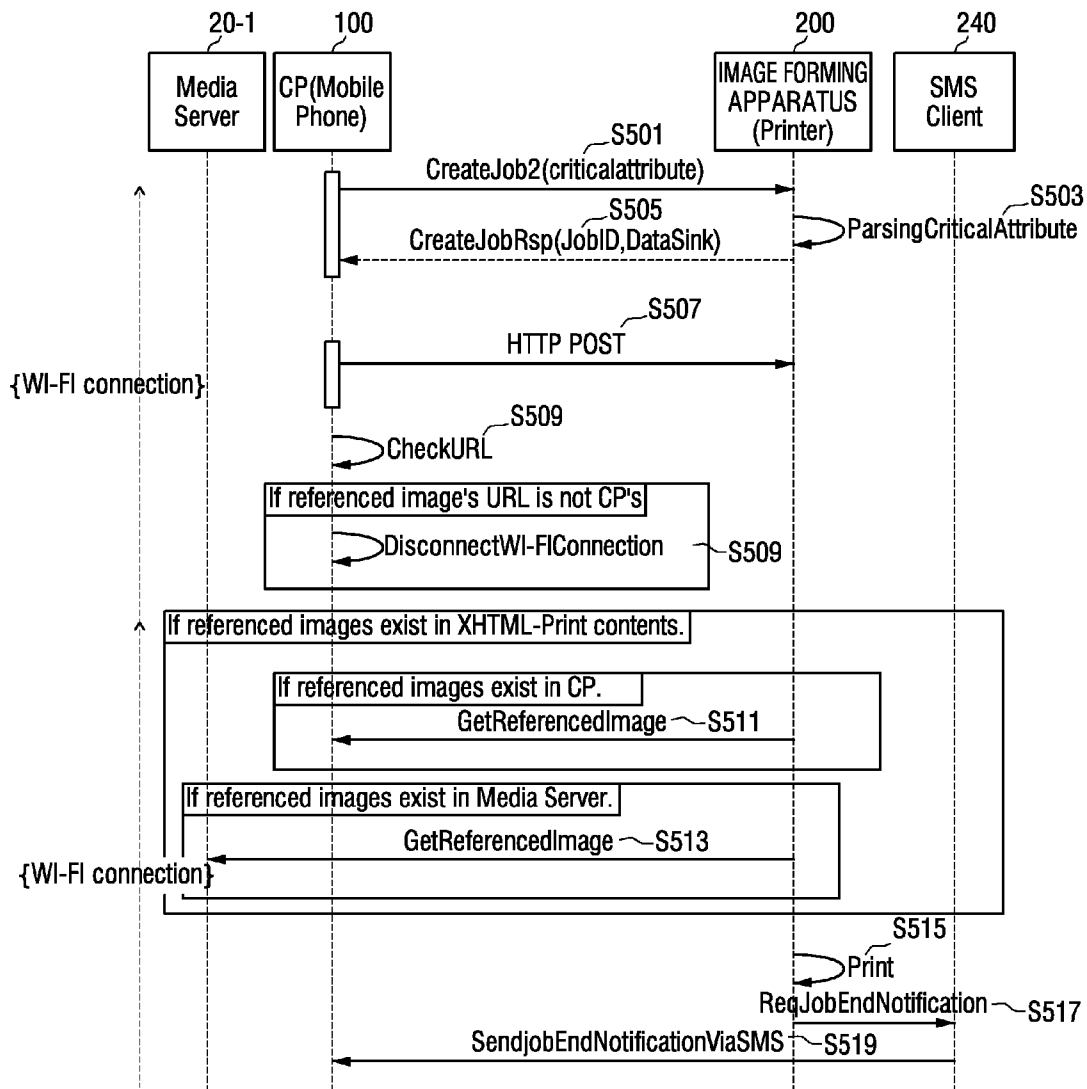 20-1
100
200
240
Media
Server
CP(Mobile
Phone)
IMAGE FORMING
APPARATUS
(Printer)
SMS
Client
S501
CreateJob2(criticalattribute)
S503
ParsingCriticalAttribute
S505
CreateJobRsp(JobID,DataSink)
S507
HTTP POST
{WI-FI connection}
S509
CheckURL
If referenced image's URL is not CP's
DisconnectWI-FIConnection
S509
If referenced images exist in XHTML-Print contents.
If referenced images exist in CP.
GetReferencedImage
S511
If referenced images exist in Media Server.
GetReferencedImage
S513
{WI-FI connection}
S515
Print
ReqJobEndNotification
S517
SendjobEndNotificationViaSMS
S519